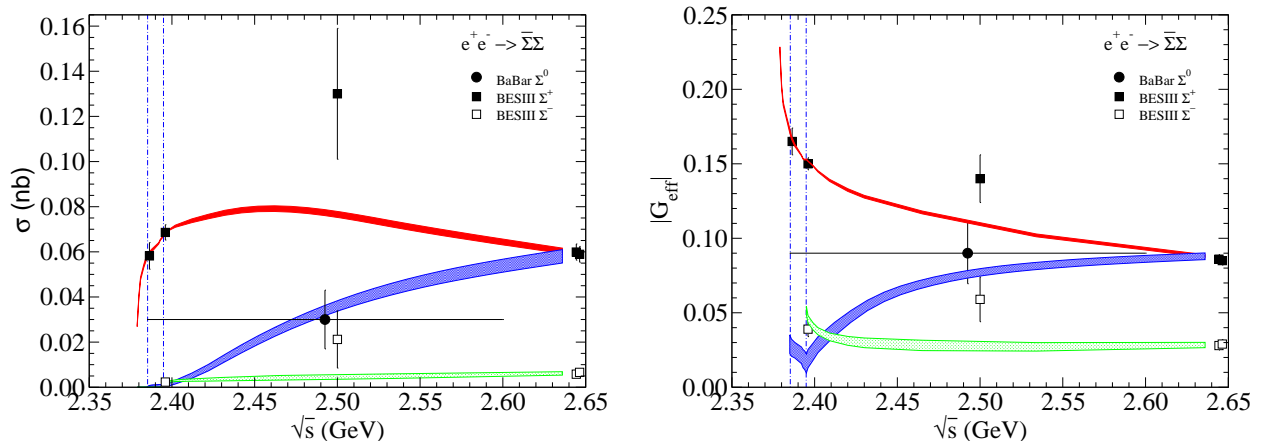 e⁺e⁻ −> Σ̅Σ
BaBar Σ⁰
BESIII Σ⁺
BESIII Σ⁻
σ (nb)
0.16
0.14
0.12
0.10
0.08
0.06
0.04
0.02
0.00
2.35 2.40 2.45 2.50 2.55 2.60 2.65
√s (GeV)
e⁺e⁻ −> Σ̅Σ
BaBar Σ⁰
BESIII Σ⁺
BESIII Σ⁻
|G_eff|
0.25
0.20
0.15
0.10
0.05
0.00
2.35 2.40 2.45 2.50 2.55 2.60 2.65
√s (GeV)